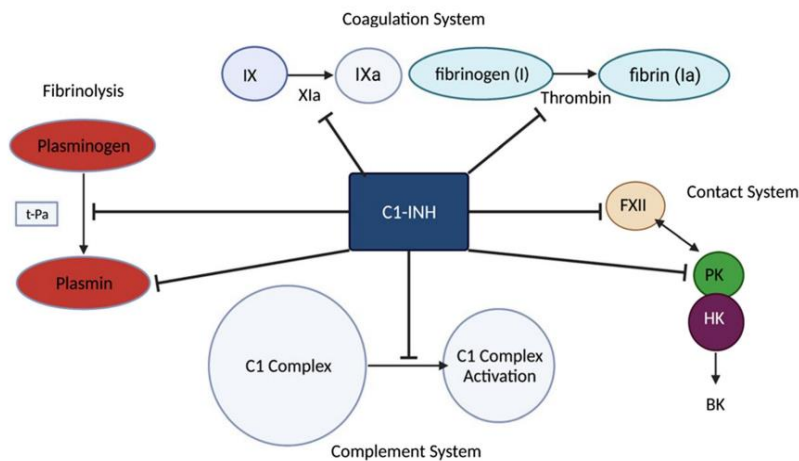 Coagulation System
IX
XIa
IXa
fibrinogen (I)
Thrombin
fibrin (Ia)
Fibrinolysis
Plasminogen
t-Pa
Plasmin
C1-INH
Contact System
FXII
PK
HK
BK
C1 Complex
C1 Complex
Activation
Complement System